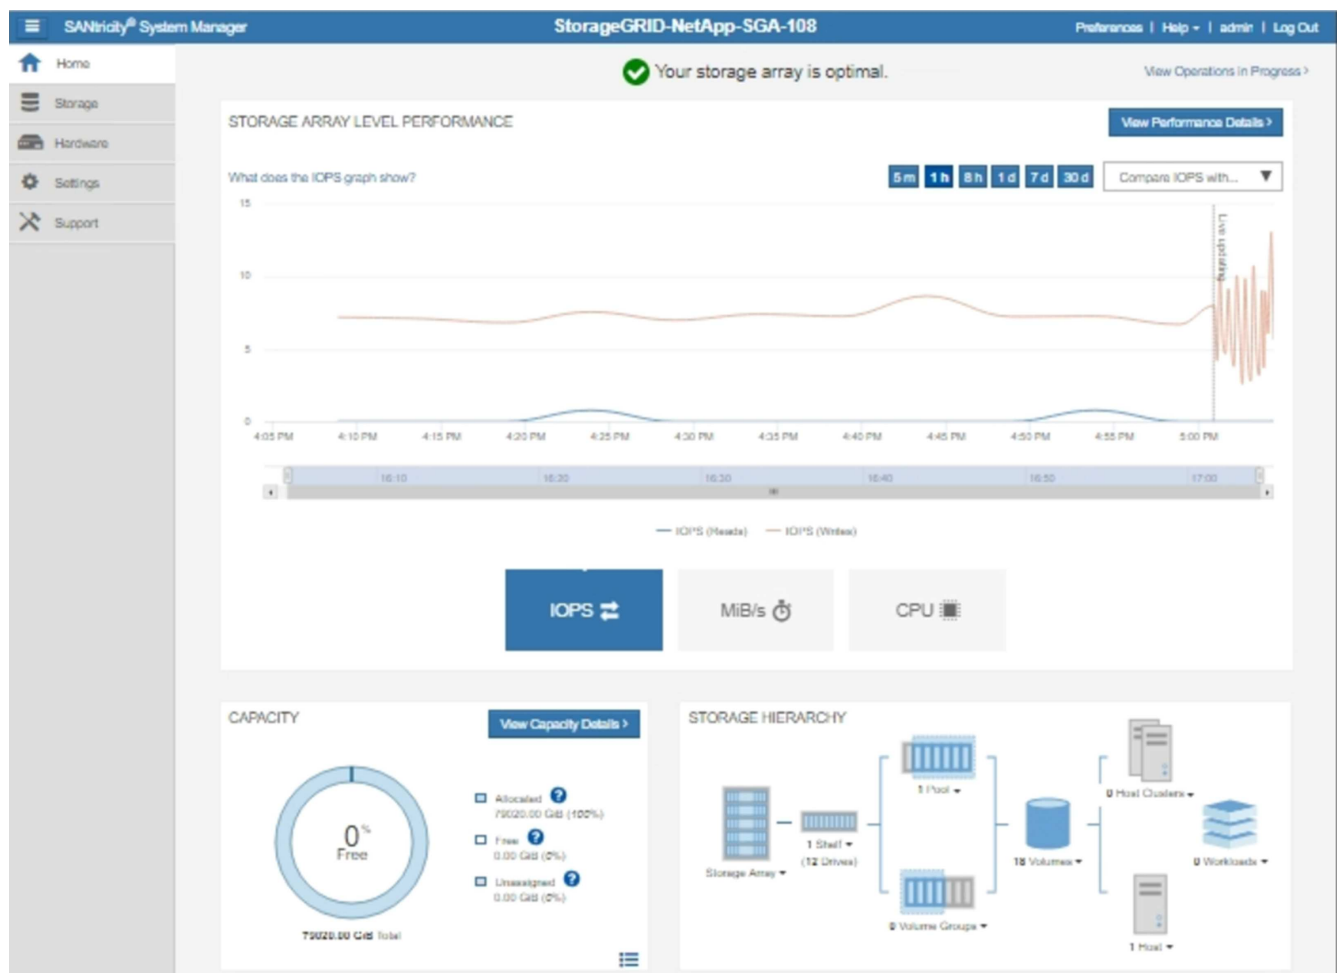 SANtricity® System Manager
StorageGRID-NetApp-SGA-108
Preferences | Help | admin | Log Out
Home
Storage
Hardware
Settings
Support
Your storage array is optimal.
View Operations in Progress >
STORAGE ARRAY LEVEL PERFORMANCE
View Performance Details >
What does the IOPS graph show?
5 m 1 h 8 h 1 d 7 d 30 d
Compare IOPS with...
15
10
5
0
Live updating
4:05 PM 4:10 PM 4:15 PM 4:20 PM 4:25 PM 4:30 PM 4:35 PM 4:40 PM 4:45 PM 4:50 PM 4:55 PM 5:00 PM
16:10 16:20 16:30 16:40 16:50 17:00
IOPS (Reads) IOPS (Writes)
IOPS
MiB/s
CPU
CAPACITY
View Capacity Details >
0%
Free
79020.00 GiB Total
Allocated ?
79020.00 GiB (100%)
Free ?
0.00 GiB (0%)
Unassigned ?
0.00 GiB (0%)
STORAGE HIERARCHY
Storage Array
1 Shelf
(12 Drives)
1 Pool
0 Volume Groups
18 Volumes
0 Host Clusters
1 Host
0 Workloads